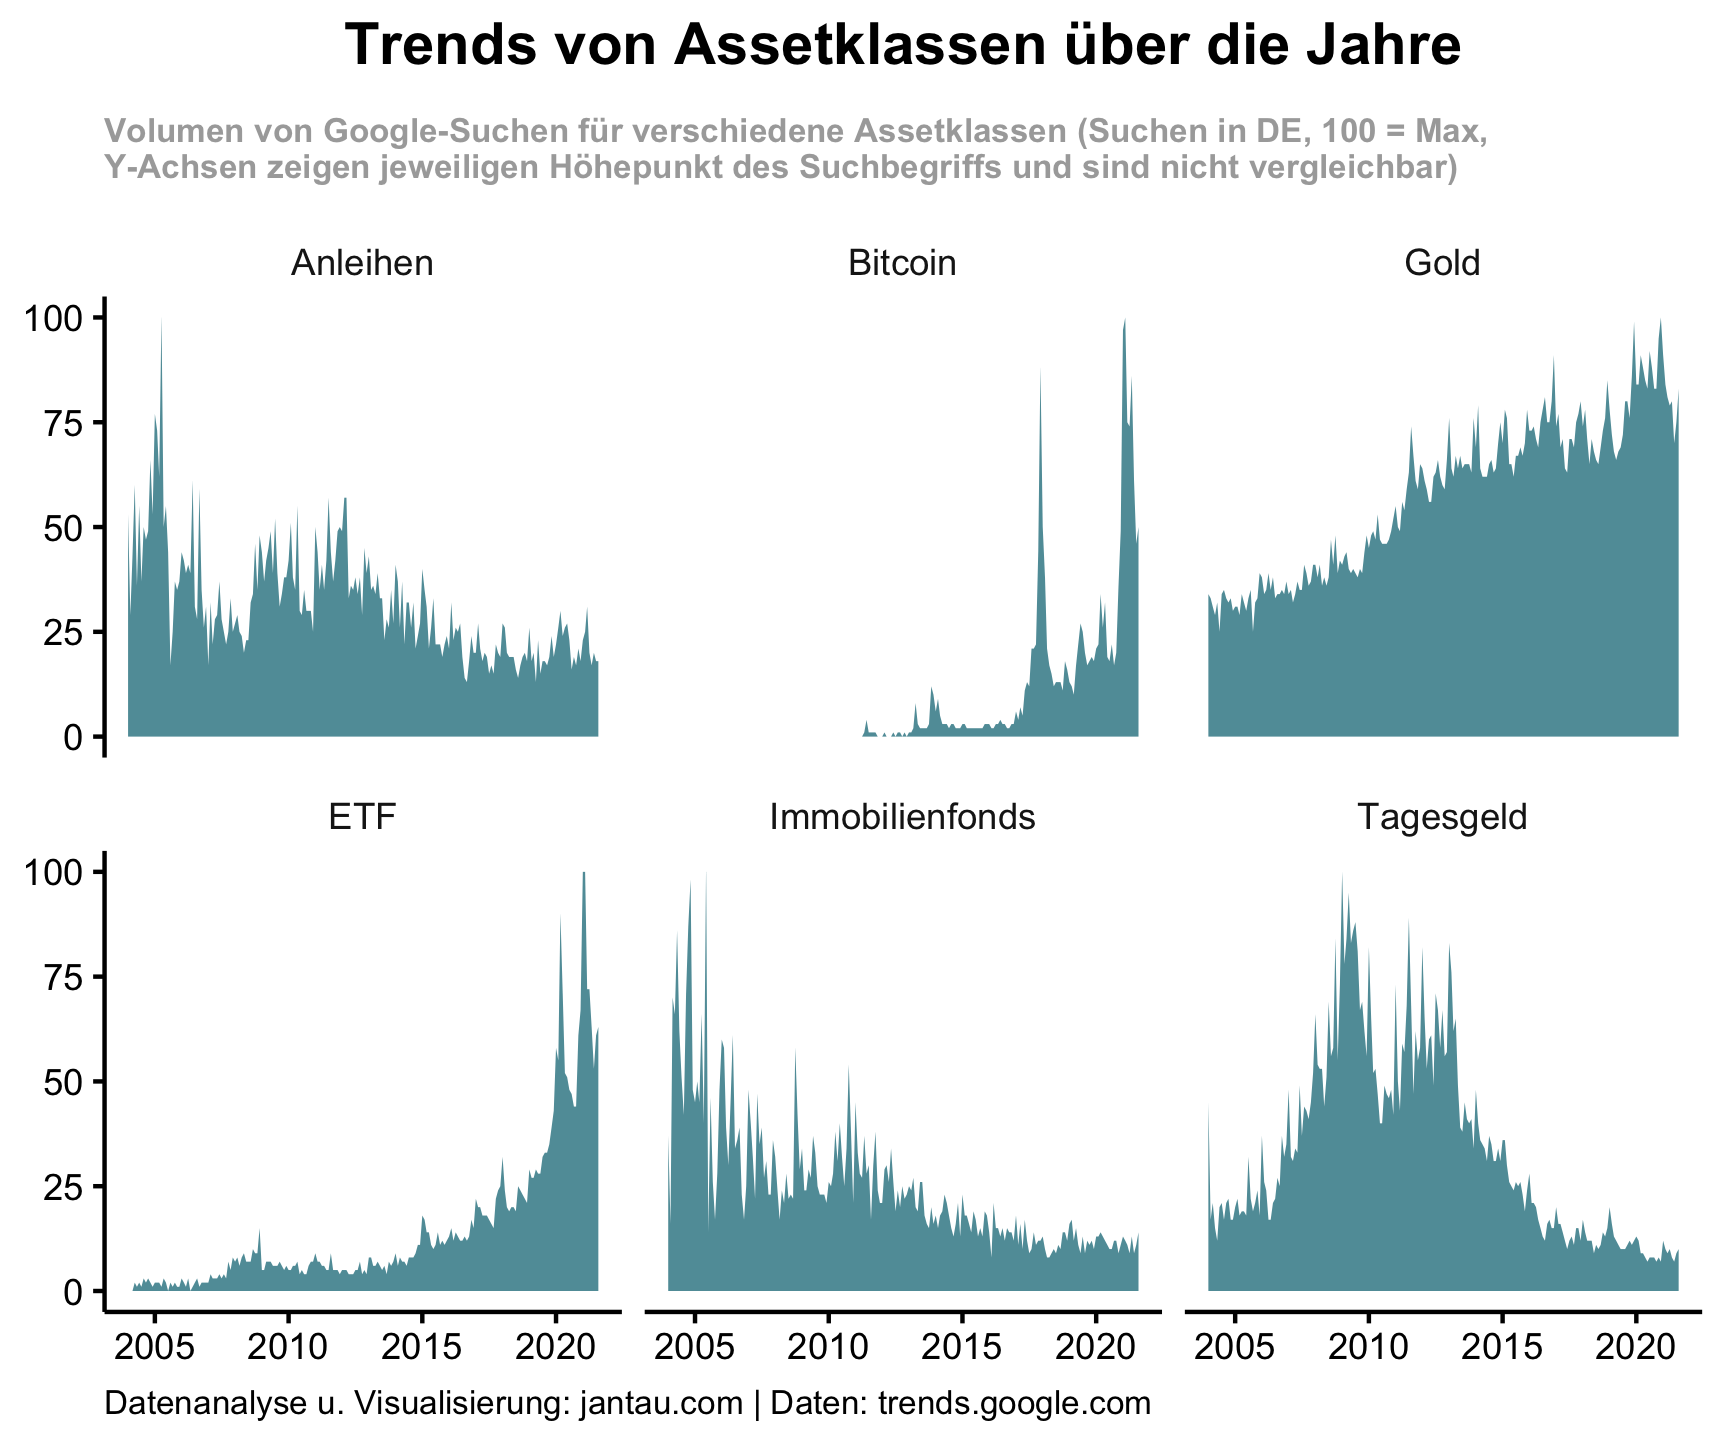 Trends von Assetklassen über die Jahre
Volumen von Google-Suchen für verschiedene Assetklassen (Suchen in DE, 100 = Max,
Y-Achsen zeigen jeweiligen Höhepunkt des Suchbegriffs und sind nicht vergleichbar)
Anleihen Bitcoin Gold
100
75
50
25
0
ETF Immobilienfonds Tagesgeld
100
75
50
25
0
2005 2010 2015 2020 2005 2010 2015 2020 2005 2010 2015 2020
Datenanalyse u. Visualisierung: jantau.com | Daten: trends.google.com